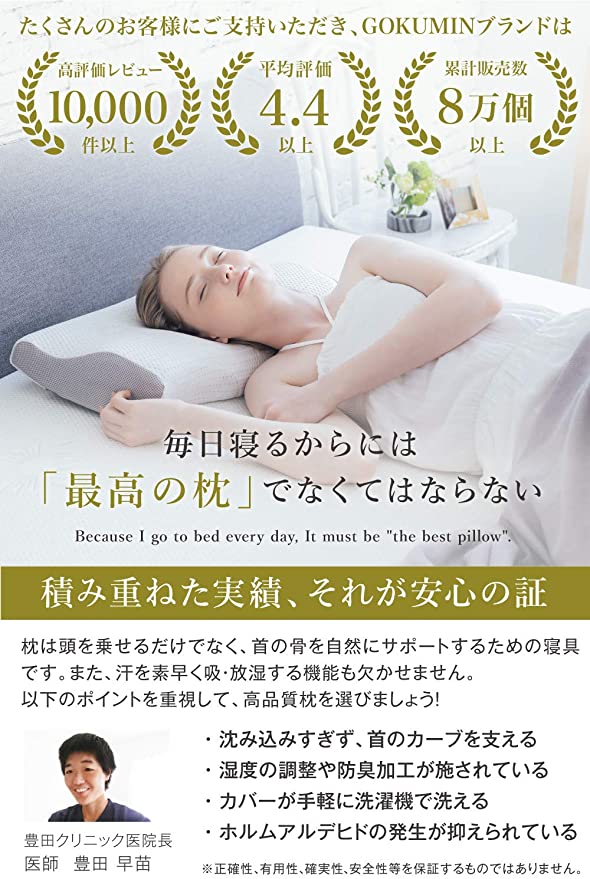 たくさんのお客様にご支持いただき、GOKUMINブランドは
高評価レビュー
10,000
件以上
平均評価
4.4
以上
累計販売数
8万個
以上
毎日寝るからには
「最高の枕」でなくてはならない
Because I go to bed every day, It must be "the best pillow".
積み重ねた実績、それが安心の証
枕は頭を乗せるだけでなく、首の骨を自然にサポートするための寝具
です。また、汗を素早く吸・放湿する機能も欠かせません。
以下のポイントを重視して、高品質枕を選びましょう!
・沈み込みすぎず、首のカーブを支える
・湿度の調整や防臭加工が施されている
・カバーが手軽に洗濯機で洗える
・ホルムアルデヒドの発生が抑えられている
豊田クリニック医院長
医師 豊田 早苗
※正確性、有用性、確実性、安全性等を保証するものではありません。